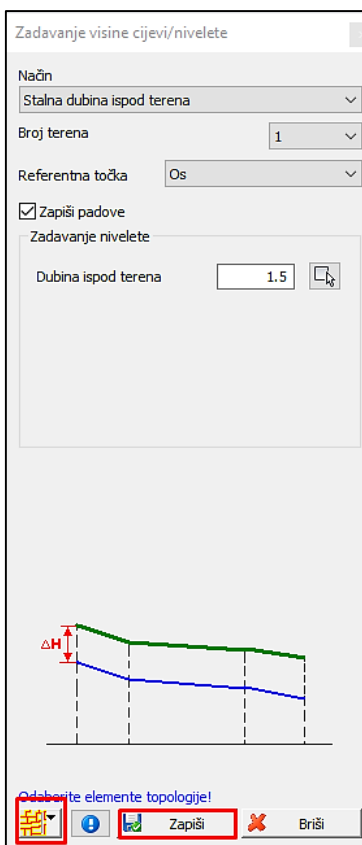 Zadavanje visine cijevi/nivelete
Način
Stalna dubina ispod terena
Broj terena 1
Referentna točka Os
Zapiši padove
Zadavanje nivelete
Dubina ispod terena 1.5
ΔH
Odaberite elemente topologije!
Zapiši Briši